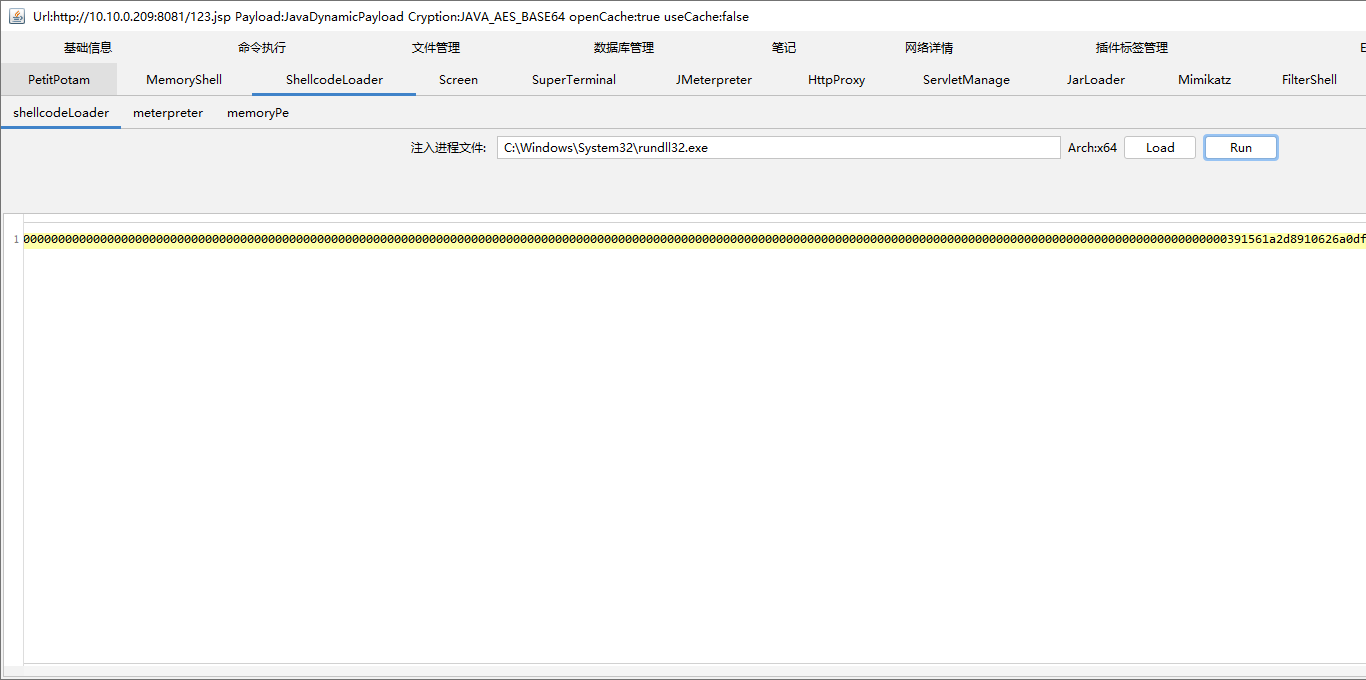 Url:http://10.10.0.209:8081/123.jsp Payload:JavaDynamicPayload Cryption:JAVA_AES_BASE64 openCache:true useCache:false
基础信息 命令执行 文件管理 数据库管理 笔记 网络详情 插件标签管理
PetitPotam MemoryShell ShellcodeLoader Screen SuperTerminal JMeterpreter HttpProxy ServletManage JarLoader Mimikatz FilterShell
shellcodeLoader meterpreter memoryPe
注入进程文件: C:\Windows\System32\rundll32.exe Arch:x64 Load Run
1